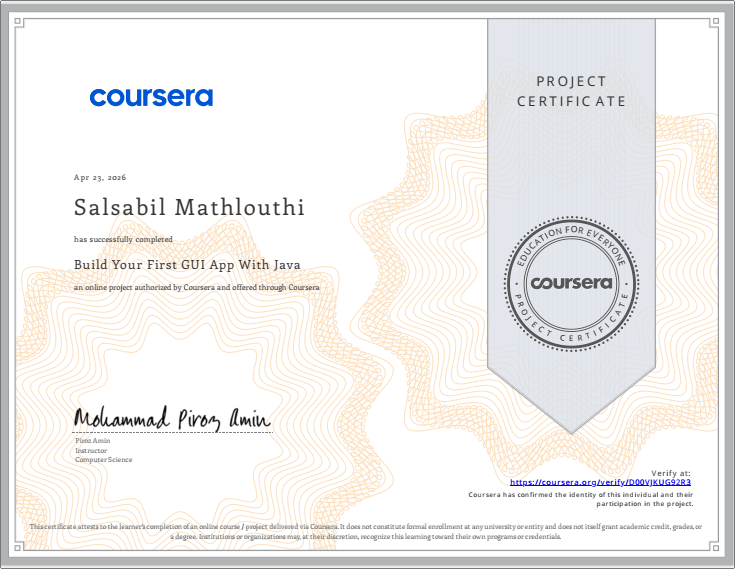 PROJECT
CERTIFICATE
coursera
Apr 23, 2026
Salsabil Mathlouthi
has successfully completed
Build Your First GUI App With Java
an online project authorized by Coursera and offered through Coursera
EDUCATION FOR EVERYONE
coursera
PROJECT CERTIFICATE
Mohammad Piroz Amin
Piroz Amin
Instructor
Computer Science
Verify at:
https://coursera.org/verify/D00VJKUG92R3
Coursera has confirmed the identity of this individual and their
participation in the project.
This certificate attests to the learner's completion of an online course / project delivered via Coursera. It does not constitute formal enrollment at any university or entity and does not itself grant academic credit, grades, or
a degree. Institutions or organizations may, at their discretion, recognize this learning toward their own programs or credentials.